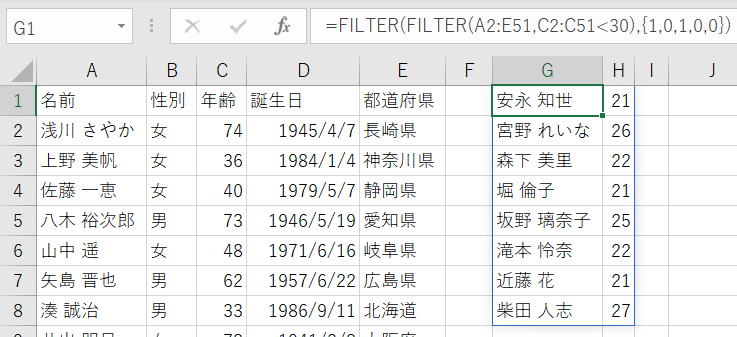 G1 fx =FILTER(FILTER(A2:E51,C2:C51<30),{1,0,1,0,0})
A B C D E F G H I J
1 名前 性別 年齢 誕生日 都道府県 安永 知世 21
2 浅川 さやか 女 74 1945/4/7 長崎県 宮野 れいな 26
3 上野 美帆 女 36 1984/1/4 神奈川県 森下 美里 22
4 佐藤 一恵 女 40 1979/5/7 静岡県 堀 倫子 21
5 八木 裕次郎 男 73 1946/5/19 愛知県 坂野 璃奈子 25
6 山中 遥 女 48 1971/6/16 岐阜県 滝本 怜奈 22
7 矢島 晋也 男 62 1957/6/22 広島県 近藤 花 21
8 湊 誠治 男 33 1986/9/11 北海道 柴田 人志 27